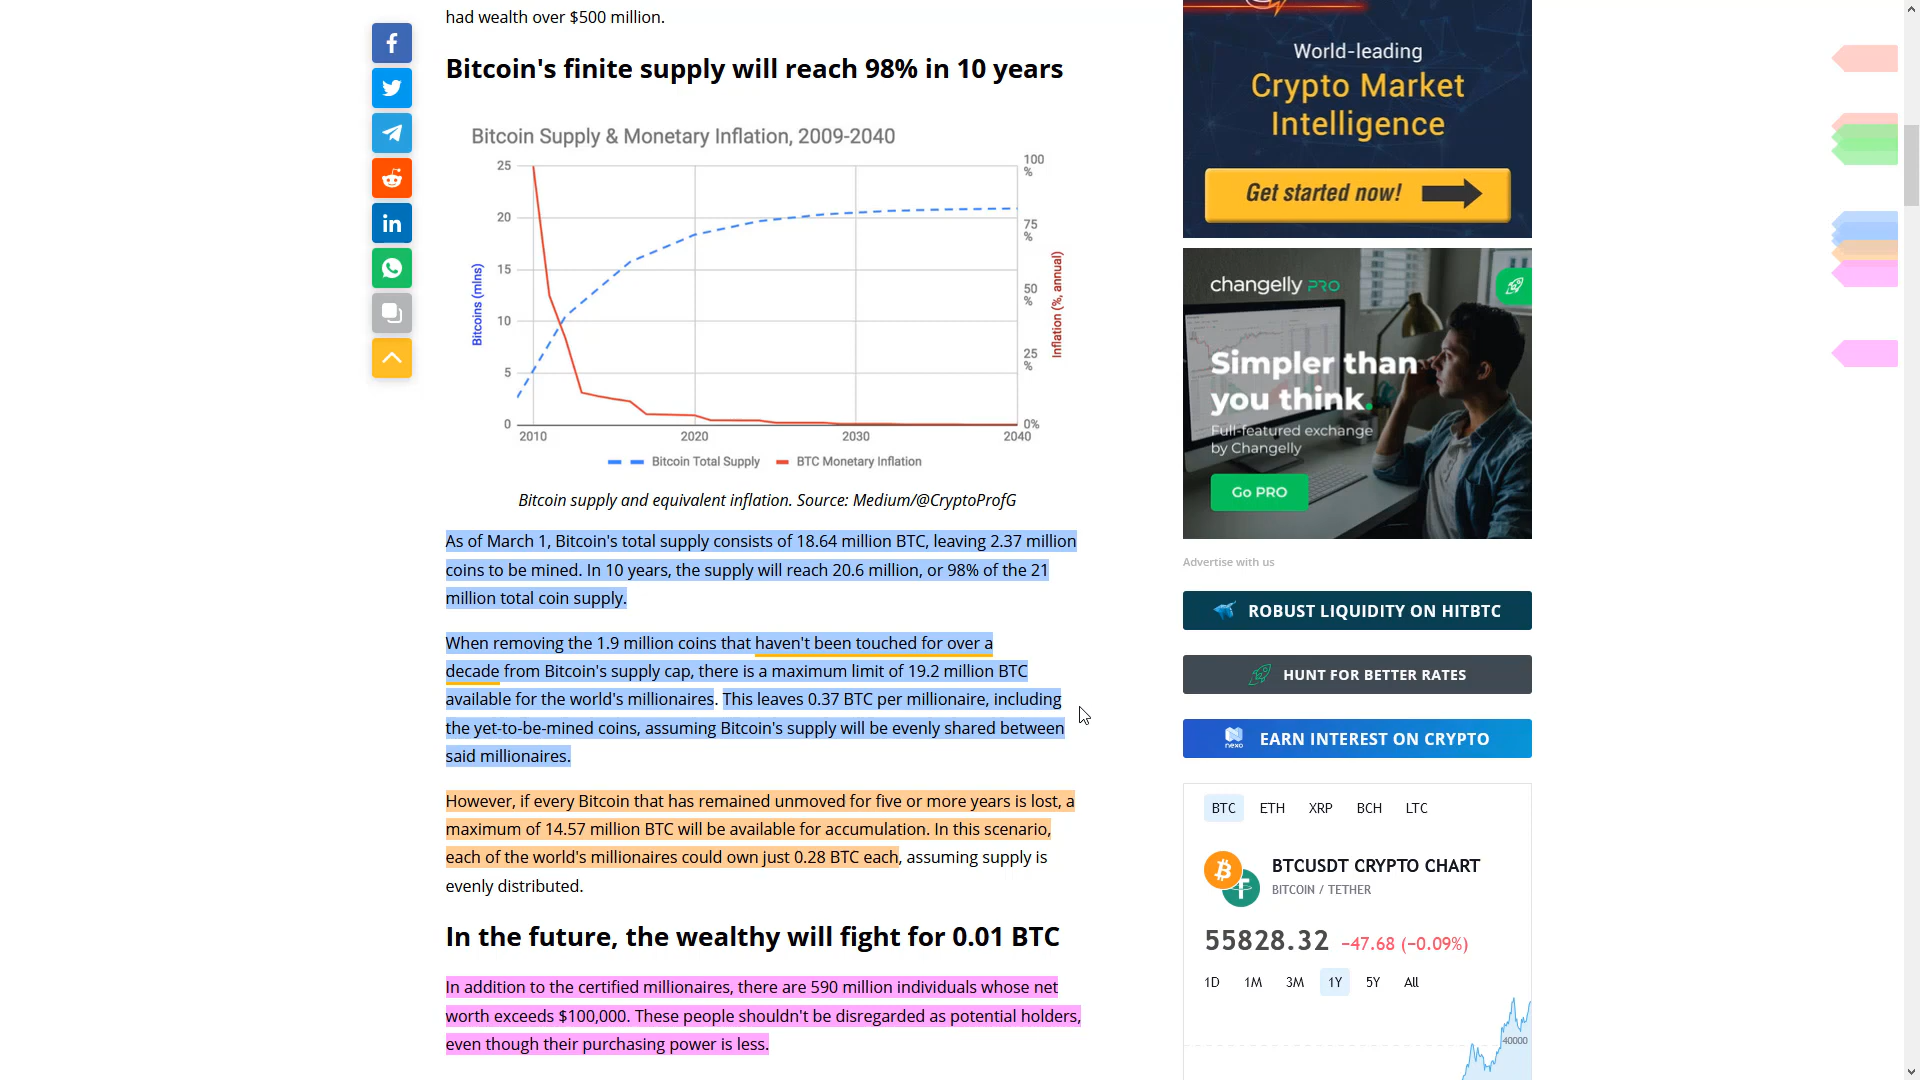 had wealth over $500 million.
Bitcoin's finite supply will reach 98% in 10 years
Bitcoin Supply & Monetary Inflation, 2009-2040
25
20
15
10
5
0
Bitcoins (mlns)
100
%
75
%
50
%
25
%
0%
Inflation (%, annual)
2010
2020
2030
2040
Bitcoin Total Supply
BTC Monetary Inflation
Bitcoin supply and equivalent inflation. Source: Medium/@CryptoProfG
As of March 1, Bitcoin's total supply consists of 18.64 million BTC, leaving 2.37 million
coins to be mined. In 10 years, the supply will reach 20.6 million, or 98% of the 21
million total coin supply.
When removing the 1.9 million coins that haven't been touched for over a
decade from Bitcoin's supply cap, there is a maximum limit of 19.2 million BTC
available for the world's millionaires. This leaves 0.37 BTC per millionaire, including
the yet-to-be-mined coins, assuming Bitcoin's supply will be evenly shared between
said millionaires.
However, if every Bitcoin that has remained unmoved for five or more years is lost, a
maximum of 14.57 million BTC will be available for accumulation. In this scenario,
each of the world's millionaires could own just 0.28 BTC each, assuming supply is
evenly distributed.
In the future, the wealthy will fight for 0.01 BTC
In addition to the certified millionaires, there are 590 million individuals whose net
worth exceeds $100,000. These people shouldn't be disregarded as potential holders,
even though their purchasing power is less.
World-leading
Crypto Market
Intelligence
Get started now!
changelly PRO
Simpler than
you think.
Full-featured exchange
by Changelly
Go PRO
Advertise with us
ROBUST LIQUIDITY ON HITBTC
HUNT FOR BETTER RATES
nexo
EARN INTEREST ON CRYPTO
BTC ETH XRP BCH LTC
BTCUSDT CRYPTO CHART
BITCOIN / TETHER
55828.32 −47.68 (−0.09%)
1D 1M 3M 1Y 5Y All
40000